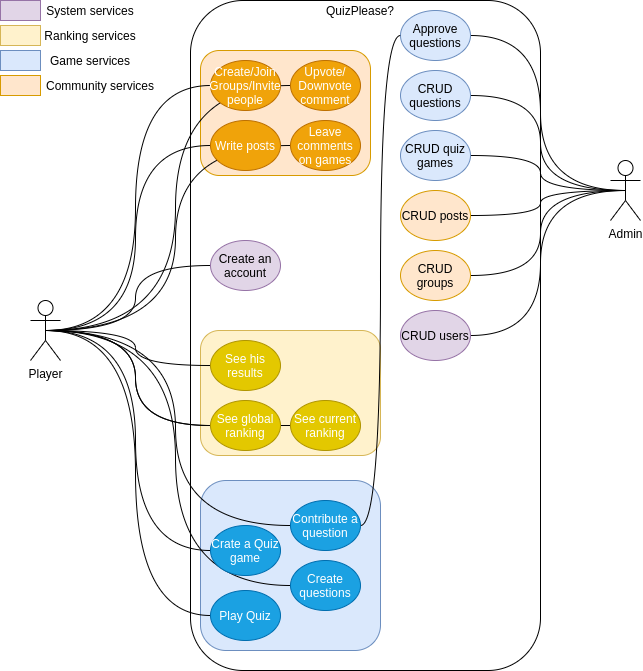 System services
Ranking services
Game services
Community services
QuizPlease?
Create/Join
Groups/Invite
people
Upvote/
Downvote
comment
Write posts
Leave
comments
on games
Create an
account
See his
results
See global
ranking
See current
ranking
Contribute a
question
Crate a Quiz
game
Create
questions
Play Quiz
Approve
questions
CRUD
questions
CRUD quiz
games
CRUD posts
CRUD
groups
CRUD users
Player
Admin